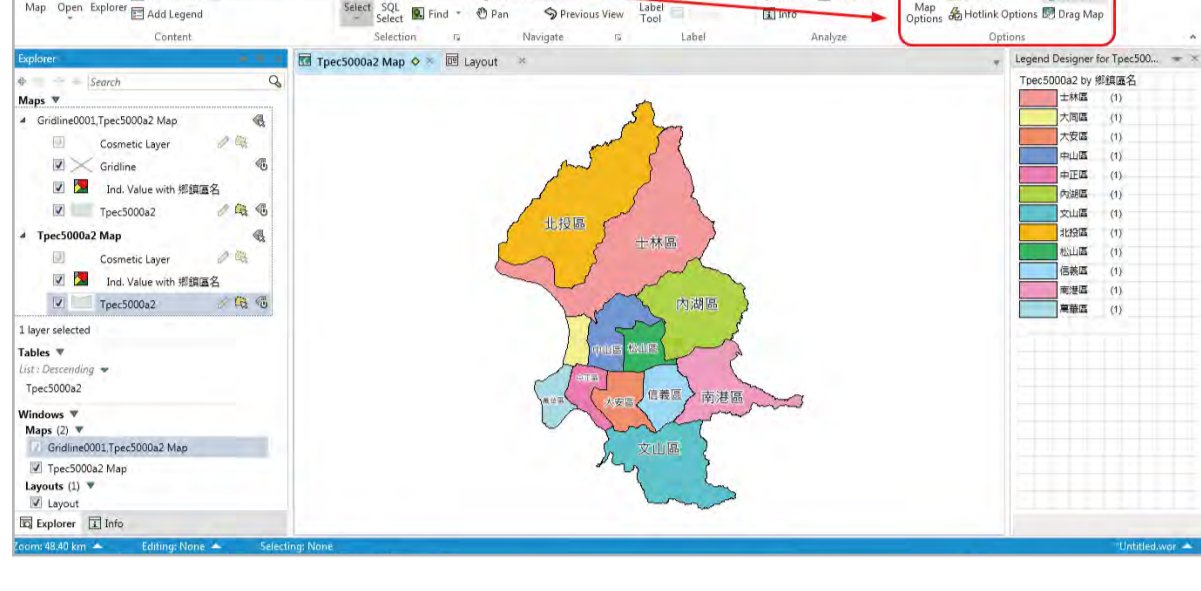 Map Open Explorer Add Legend Select SQL Select Find Pan Previous View Label Tool Info Map Options Hotlink Options Drag Map
Content Selection Navigate Label Analyze Options
Explorer
Search
Maps
Gridline0001,Tpec5000a2 Map
Cosmetic Layer
Gridline
Ind. Value with 鄉鎮區名
Tpec5000a2
Tpec5000a2 Map
Cosmetic Layer
Ind. Value with 鄉鎮區名
Tpec5000a2
1 layer selected
Tables
List : Descending
Tpec5000a2
Windows
Maps (2)
Gridline0001,Tpec5000a2 Map
Tpec5000a2 Map
Layouts (1)
Layout
Explorer Info
Tpec5000a2 Map Layout
北投區
士林區
內湖區
中山區 松山區
中正區
萬華區 大安區 信義區 南港區
文山區
Legend Designer for Tpec500...
Tpec5000a2 by 鄉鎮區名
士林區 (1)
大同區 (1)
大安區 (1)
中山區 (1)
中正區 (1)
內湖區 (1)
文山區 (1)
北投區 (1)
松山區 (1)
信義區 (1)
南港區 (1)
萬華區 (1)
Zoom: 48.40 km Editing: None Selecting: None *Untitled.wor